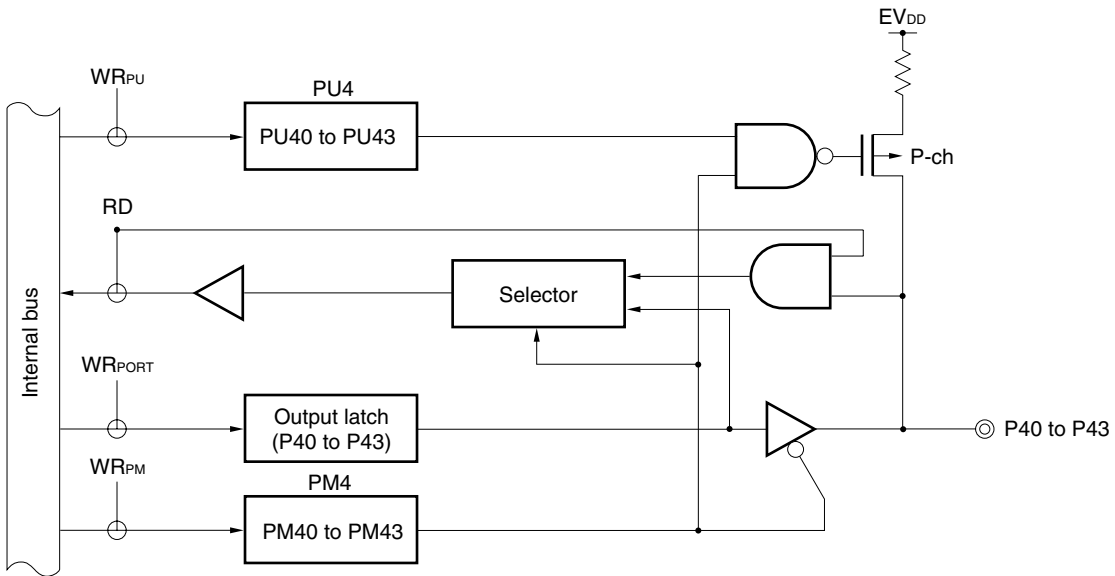 EVDD
WRPU
PU4
PU40 to PU43
P-ch
RD
Selector
Internal bus
WRPORT
Output latch
(P40 to P43)
P40 to P43
WRPM
PM4
PM40 to PM43